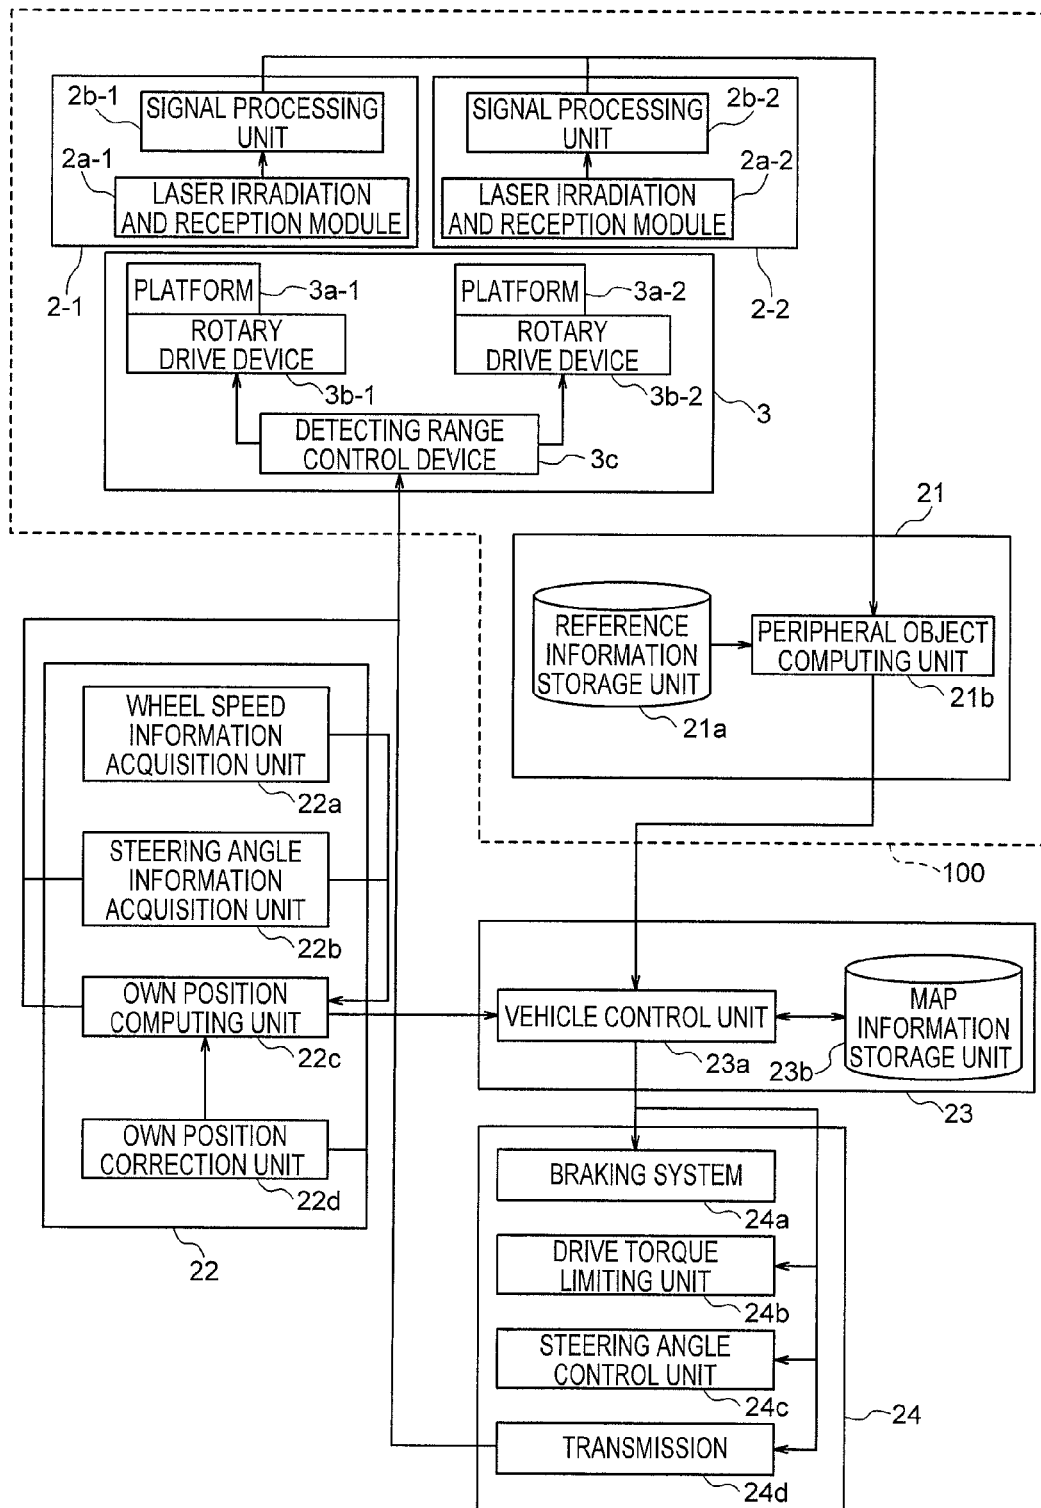 2b-1
SIGNAL PROCESSING
UNIT
2a-1
LASER IRRADIATION
AND RECEPTION MODULE
2-1
SIGNAL PROCESSING
UNIT
2b-2
2a-2
LASER IRRADIATION
AND RECEPTION MODULE
2-2
PLATFORM
3a-1
ROTARY
DRIVE DEVICE
3b-1
PLATFORM
3a-2
ROTARY
DRIVE DEVICE
3b-2
3
DETECTING RANGE
CONTROL DEVICE
3c
21
REFERENCE
INFORMATION
STORAGE UNIT
21a
PERIPHERAL OBJECT
COMPUTING UNIT
21b
100
WHEEL SPEED
INFORMATION
ACQUISITION UNIT
22a
STEERING ANGLE
INFORMATION
ACQUISITION UNIT
22b
OWN POSITION
COMPUTING UNIT
22c
OWN POSITION
CORRECTION UNIT
22d
22
VEHICLE CONTROL UNIT
23a
MAP
INFORMATION
STORAGE UNIT
23b
23
BRAKING SYSTEM
24a
DRIVE TORQUE
LIMITING UNIT
24b
STEERING ANGLE
CONTROL UNIT
24c
24
TRANSMISSION
24d